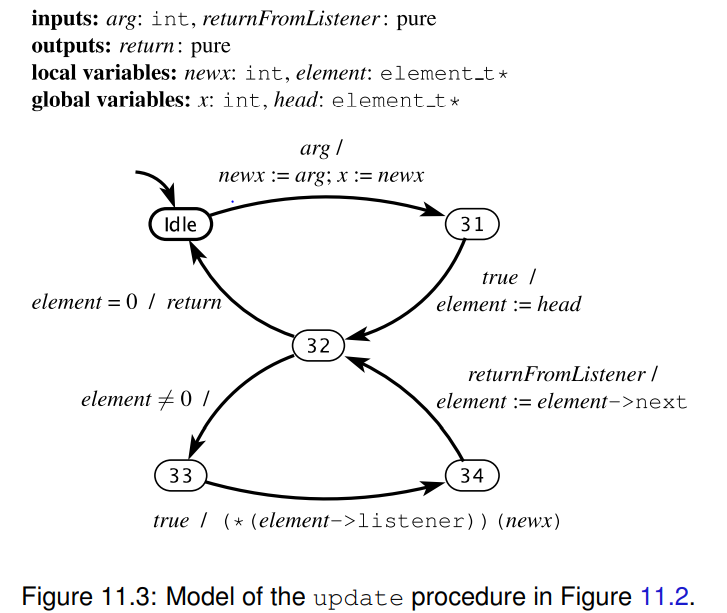 inputs: arg: int, returnFromListener: pure
outputs: return: pure
local variables: newx: int, element: element_t*
global variables: x: int, head: element_t*
arg /
newx := arg; x := newx
Idle
31
true /
element := head
element = 0 / return
32
returnFromListener /
element := element->next
element ≠ 0 /
33
34
true / (*(element->listener))(newx)
Figure 11.3: Model of the update procedure in Figure 11.2.